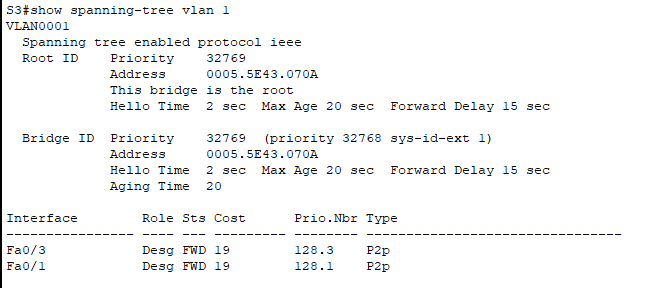 S3#show spanning-tree vlan 1
VLAN0001
  Spanning tree enabled protocol ieee
  Root ID    Priority    32769
             Address     0005.5E43.070A
             This bridge is the root
             Hello Time  2 sec  Max Age 20 sec  Forward Delay 15 sec

  Bridge ID  Priority    32769  (priority 32768 sys-id-ext 1)
             Address     0005.5E43.070A
             Hello Time  2 sec  Max Age 20 sec  Forward Delay 15 sec
             Aging Time  20

Interface        Role Sts Cost      Prio.Nbr Type
---------------- ---- --- --------- -------- --------------------------------
Fa0/3            Desg FWD 19        128.3    P2p
Fa0/1            Desg FWD 19        128.1    P2p